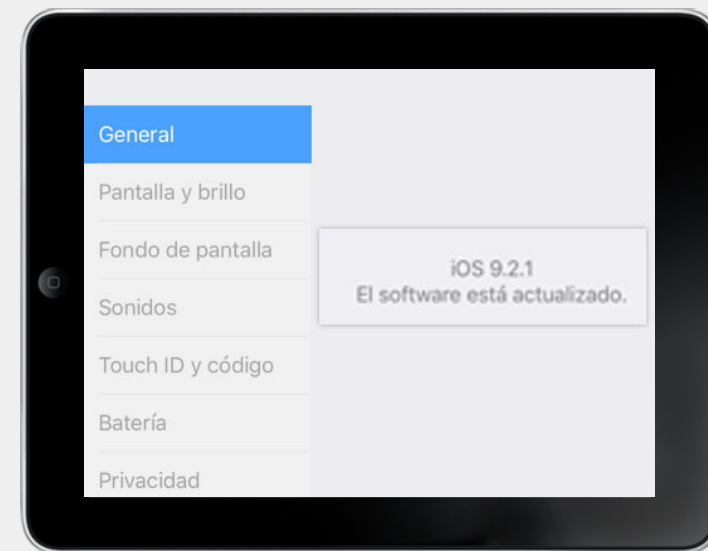 General
Pantalla y brillo
Fondo de pantalla
Sonidos
Touch ID y código
Batería
Privacidad
iOS 9.2.1
El software está actualizado.